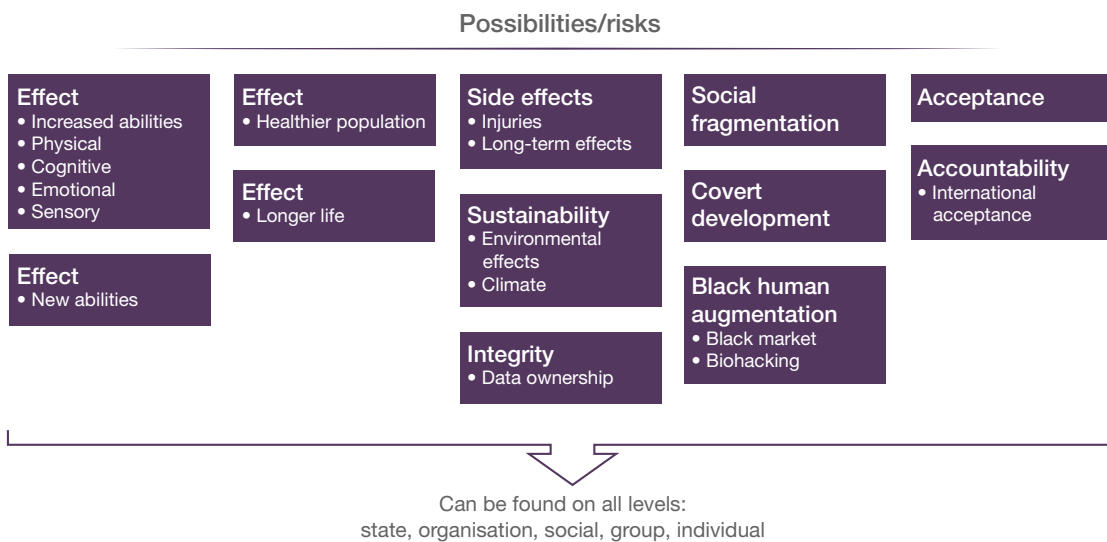 Possibilities/risks
Effect
• Increased abilities
• Physical
• Cognitive
• Emotional
• Sensory
Effect
• New abilities
Effect
• Healthier population
Effect
• Longer life
Side effects
• Injuries
• Long-term effects
Sustainability
• Environmental
effects
• Climate
Integrity
• Data ownership
Social
fragmentation
Covert
development
Black human
augmentation
• Black market
• Biohacking
Acceptance
Accountability
• International
acceptance
Can be found on all levels:
state, organisation, social, group, individual